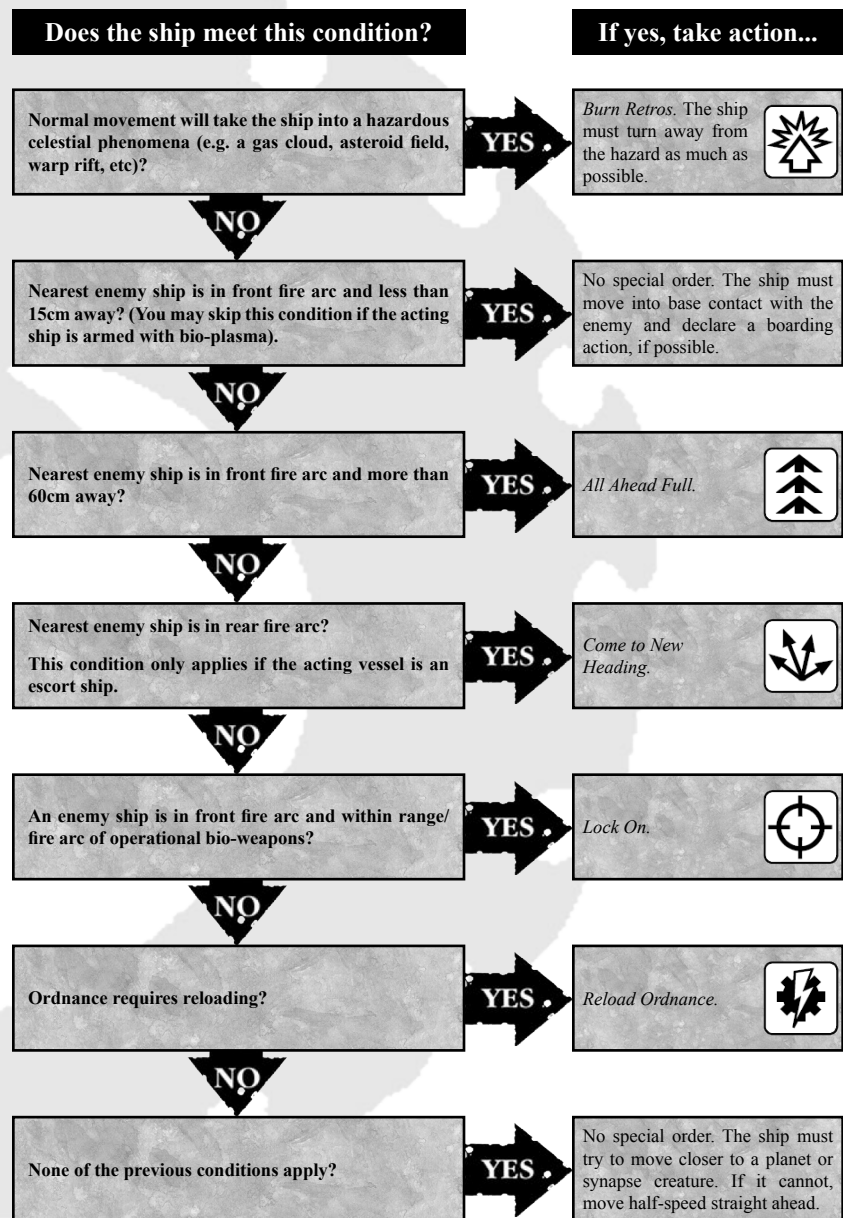 Does the ship meet this condition?
If yes, take action...
Normal movement will take the ship into a hazardous
celestial phenomena (e.g. a gas cloud, asteroid field,
warp rift, etc)?
YES
Burn Retros. The ship
must turn away from
the hazard as much as
possible.
NO
Nearest enemy ship is in front fire arc and less than
15cm away? (You may skip this condition if the acting
ship is armed with bio-plasma).
YES
No special order. The ship must
move into base contact with the
enemy and declare a boarding
action, if possible.
NO
Nearest enemy ship is in front fire arc and more than
60cm away?
YES
All Ahead Full.
NO
Nearest enemy ship is in rear fire arc?
This condition only applies if the acting vessel is an
escort ship.
YES
Come to New
Heading.
NO
An enemy ship is in front fire arc and within range/
fire arc of operational bio-weapons?
YES
Lock On.
NO
Ordnance requires reloading?
YES
Reload Ordnance.
NO
None of the previous conditions apply?
YES
No special order. The ship must
try to move closer to a planet or
synapse creature. If it cannot,
move half-speed straight ahead.